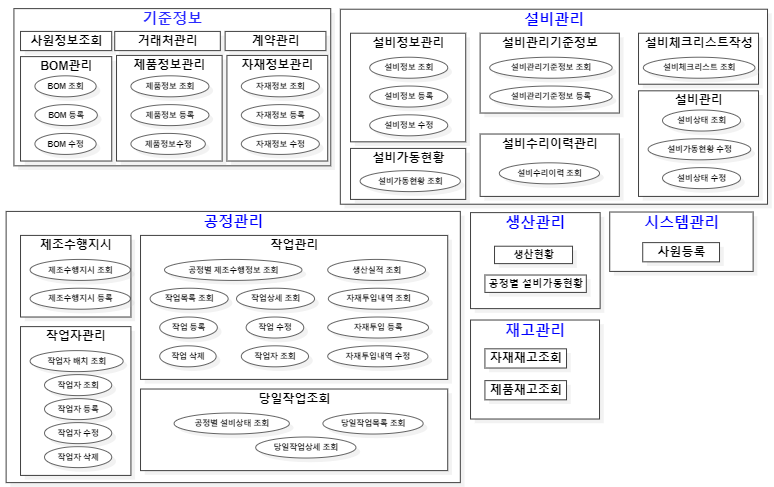 기준정보
사원정보조회
거래처관리
계약관리
BOM관리
BOM 조회
BOM 등록
BOM 수정
제품정보관리
제품정보 조회
제품정보 등록
제품정보수정
자재정보관리
자재정보 조회
자재정보 등록
자재정보 수정
설비관리
설비정보관리
설비정보 조회
설비정보 등록
설비정보 수정
설비가동현황
설비가동현황 조회
설비관리기준정보
설비관리기준정보 조회
설비관리기준정보 등록
설비수리이력관리
설비수리이력 조회
설비체크리스트작성
설비체크리스트 조회
설비관리
설비상태 조회
설비가동현황 수정
설비상태 수정
공정관리
제조수행지시
제조수행지시 조회
제조수행지시 등록
작업자관리
작업자 배치 조회
작업자 조회
작업자 등록
작업자 수정
작업자 삭제
작업관리
공정별 제조수행정보 조회
생산실적 조회
작업목록 조회
작업상세 조회
자재투입내역 조회
작업 등록
작업 수정
자재투입 등록
작업 삭제
작업자 조회
자재투입내역 수정
당일작업조회
공정별 설비상태 조회
당일작업목록 조회
당일작업상세 조회
생산관리
생산현황
공정별 설비가동현황
시스템관리
사원등록
재고관리
자재재고조회
제품재고조회